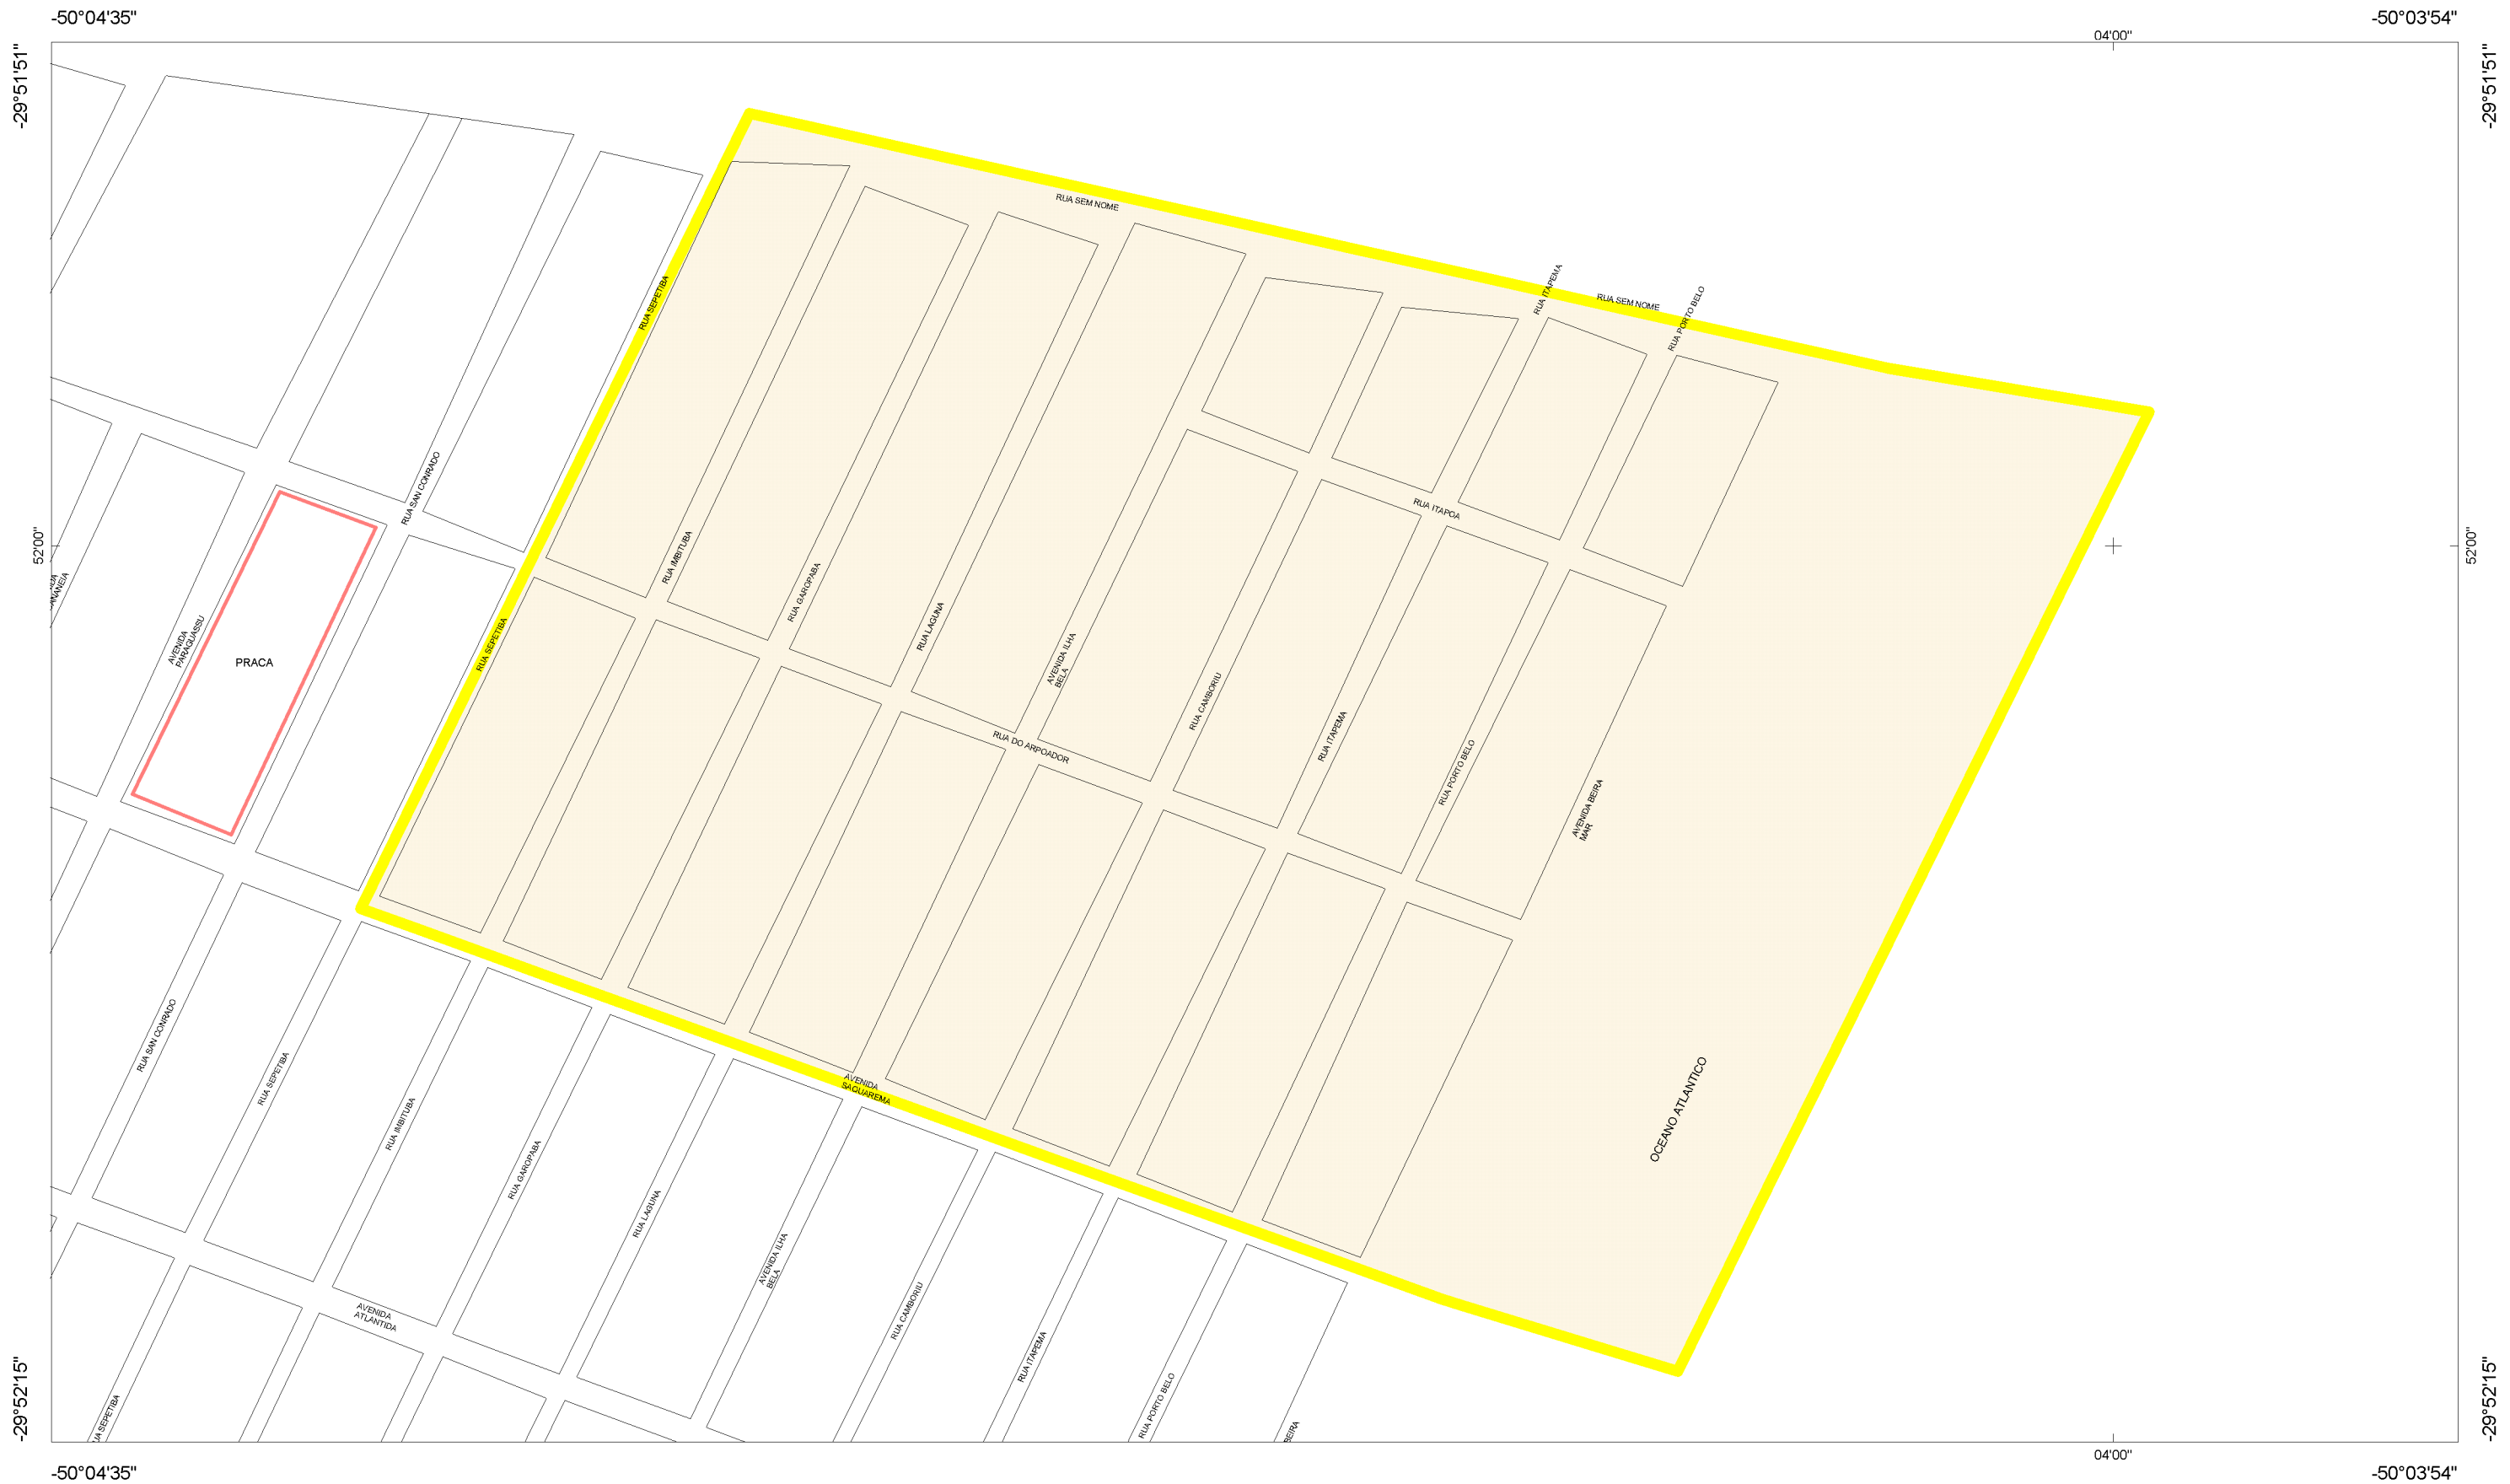 -50°04'35"
-50°03'54"
04'00"
-29°51'51"
-29°51'51"
RUA SEM NOME
RUA ITAPEMA
RUA SEM NOME
RUA PORTO BELO
RUA SEPETIBA
RUA SAN CONRADO
RUA ITAPOA
52'00"
52'00"
RUA IMBITUBA
RUA GAROPABA
ANANEIA
AVENIDA
PARAGUASSU
RUA LAGUNA
RUA SEPETIBA
PRACA
AVENIDA ILHA
BELA
RUA CAMBORIU
RUA ITAPEMA
RUA DO ARPOADOR
RUA PORTO BELO
AVENIDA BEIRA
MAR
RUA SAN CONRADO
RUA SEPETIBA
AVENIDA
SAQUAREMA
RUA IMBITUBA
OCEANO ATLANTICO
RUA GAROPABA
RUA LAGUNA
AVENIDA ILHA
BELA
RUA CAMBORIU
AVENIDA
ATLANTIDA
RUA ITAPEMA
RUA PORTO BELO
UA SEPETIBA
BEIRA
-29°52'15"
-29°52'15"
04'00"
-50°04'35"
-50°03'54"